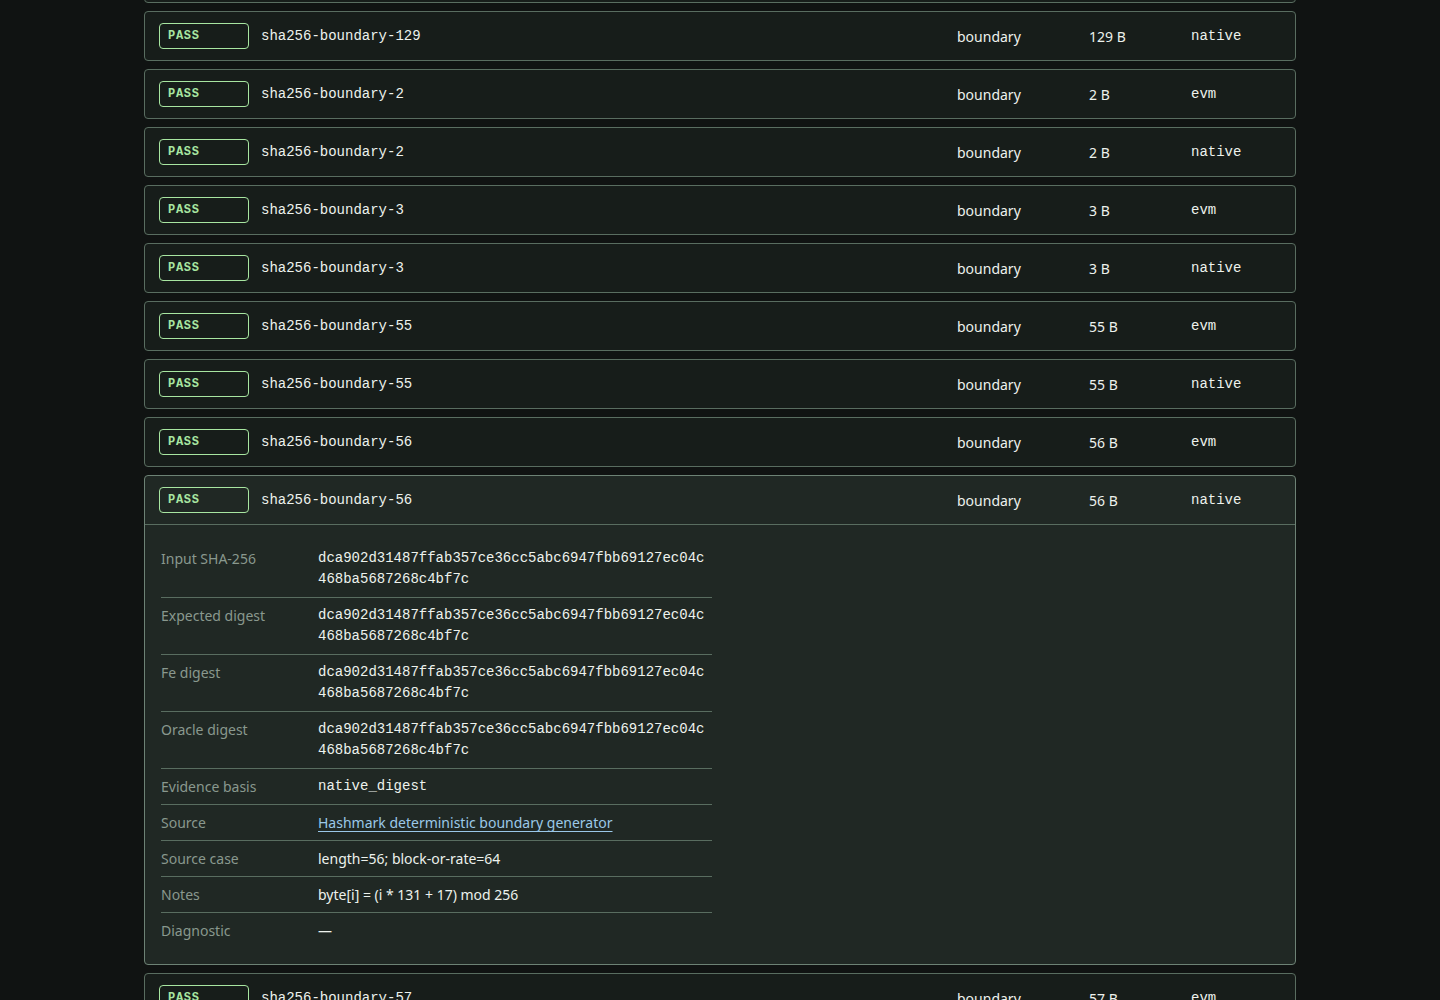 PASS sha256-boundary-129 boundary 129 B native
PASS sha256-boundary-2 boundary 2 B evm
PASS sha256-boundary-2 boundary 2 B native
PASS sha256-boundary-3 boundary 3 B evm
PASS sha256-boundary-3 boundary 3 B native
PASS sha256-boundary-55 boundary 55 B evm
PASS sha256-boundary-55 boundary 55 B native
PASS sha256-boundary-56 boundary 56 B evm
PASS sha256-boundary-56 boundary 56 B native
Input SHA-256 dca902d31487ffab357ce36cc5abc6947fbb69127ec04c
468ba5687268c4bf7c
Expected digest dca902d31487ffab357ce36cc5abc6947fbb69127ec04c
468ba5687268c4bf7c
Fe digest dca902d31487ffab357ce36cc5abc6947fbb69127ec04c
468ba5687268c4bf7c
Oracle digest dca902d31487ffab357ce36cc5abc6947fbb69127ec04c
468ba5687268c4bf7c
Evidence basis native_digest
Source Hashmark deterministic boundary generator
Source case length=56; block-or-rate=64
Notes byte[i] = (i * 131 + 17) mod 256
Diagnostic —
PASS sha256-boundary-57 boundary 57 B evm